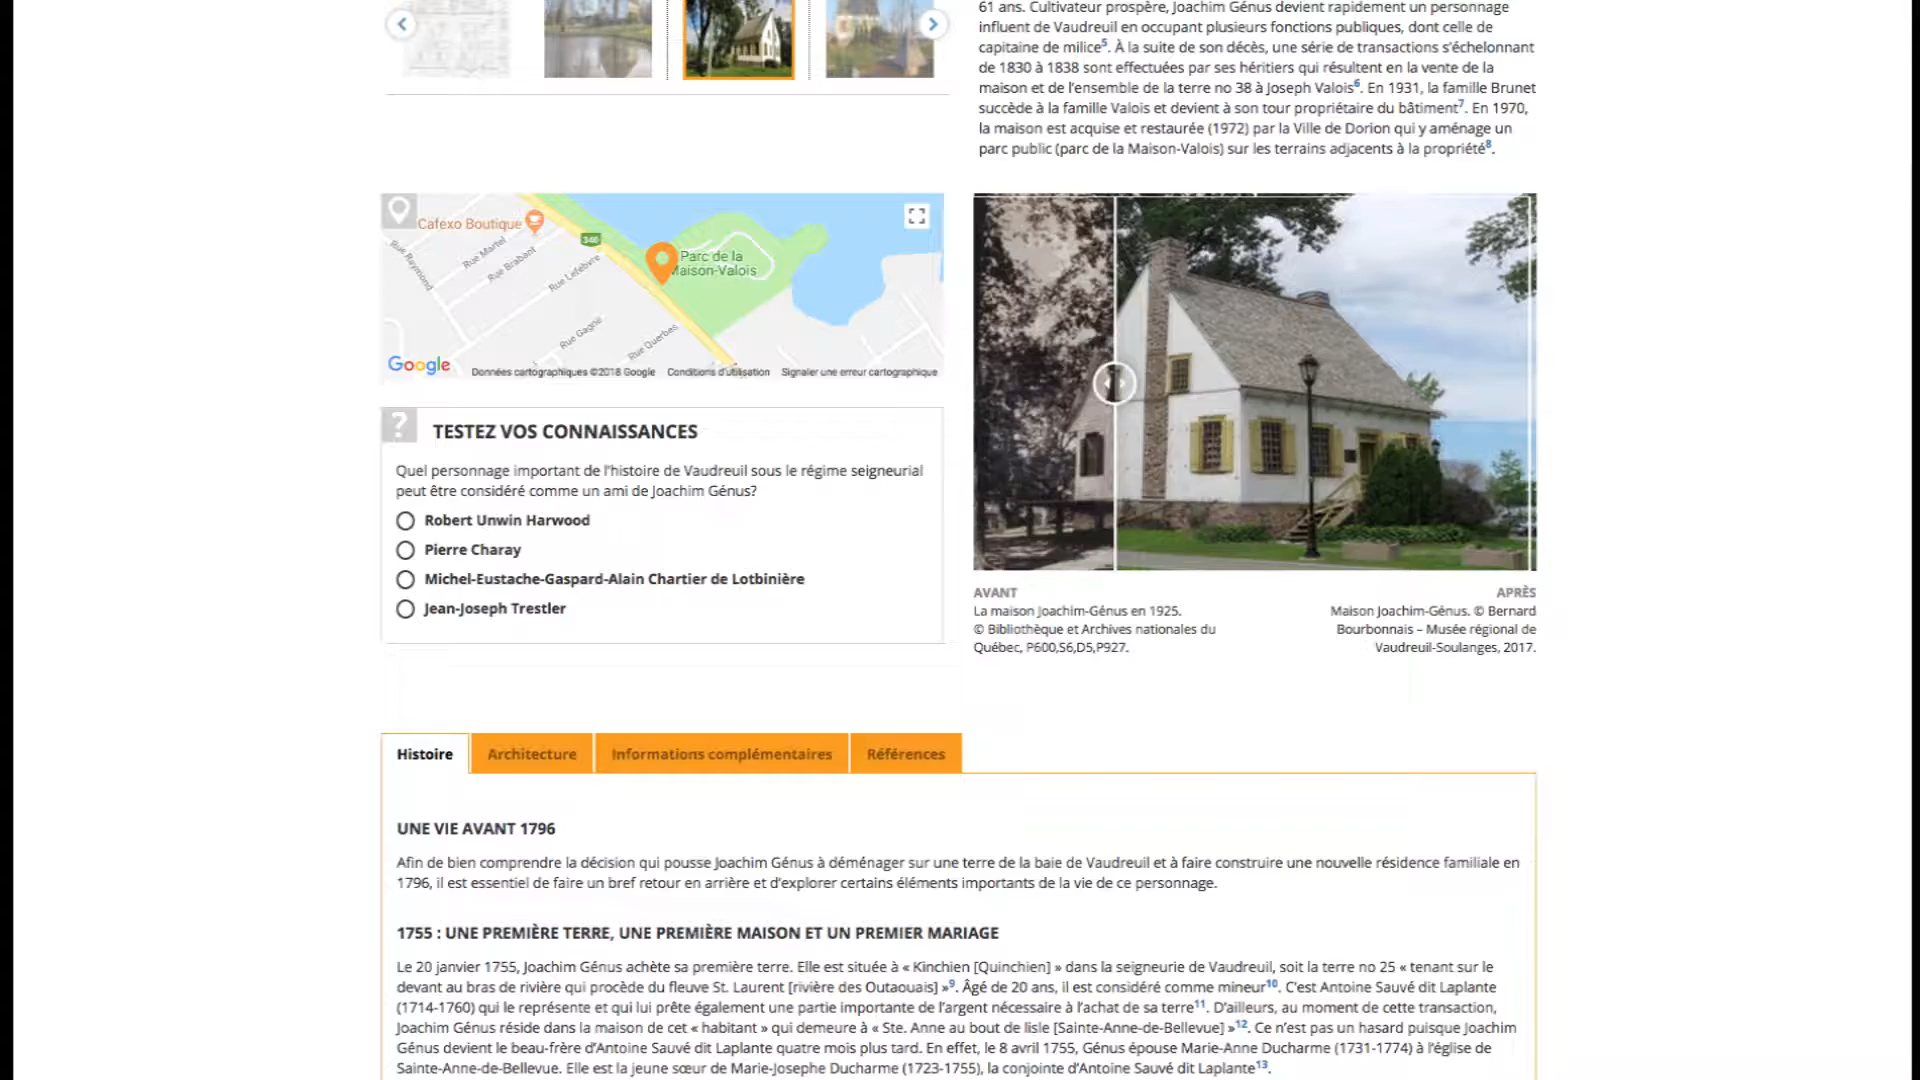 61 ans. Cultivateur prospère, Joachim Génus devient rapidement un personnage
influent de Vaudreuil en occupant plusieurs fonctions publiques, dont celle de
capitaine de milice5. À la suite de son décès, une série de transactions s'échelonnant
de 1830 à 1838 sont effectuées par ses héritiers qui résultent en la vente de la
maison et de l'ensemble de la terre no 38 à Joseph Valois6. En 1931, la famille Brunet
succède à la famille Valois et devient à son tour propriétaire du bâtiment7. En 1970,
la maison est acquise et restaurée (1972) par la Ville de Dorion qui y aménage un
parc public (parc de la Maison-Valois) sur les terrains adjacents à la propriété8.
Caféxo Boutique
340
Rue Raymond
Rue Martel
Rue Brabant
Rue Lefebvre
Rue Gagné
Rue Querbes
Parc de la
Maison-Valois
Google
Données cartographiques ©2018 Google
Conditions d'utilisation
Signaler une erreur cartographique
? TESTEZ VOS CONNAISSANCES
Quel personnage important de l'histoire de Vaudreuil sous le régime seigneurial
peut être considéré comme un ami de Joachim Génus?
Robert Unwin Harwood
Pierre Charay
Michel-Eustache-Gaspard-Alain Chartier de Lotbinière
Jean-Joseph Trestler
AVANT
La maison Joachim-Génus en 1925.
© Bibliothèque et Archives nationales du
Québec, P600,S6,D5,P927.
APRÈS
Maison Joachim-Génus. © Bernard
Bourbonnais – Musée régional de
Vaudreuil-Soulanges, 2017.
Histoire
Architecture
Informations complémentaires
Références
UNE VIE AVANT 1796
Afin de bien comprendre la décision qui pousse Joachim Génus à déménager sur une terre de la baie de Vaudreuil et à faire construire une nouvelle résidence familiale en
1796, il est essentiel de faire un bref retour en arrière et d'explorer certains éléments importants de la vie de ce personnage.
1755 : UNE PREMIÈRE TERRE, UNE PREMIÈRE MAISON ET UN PREMIER MARIAGE
Le 20 janvier 1755, Joachim Génus achète sa première terre. Elle est située à « Kinchien [Quinchien] » dans la seigneurie de Vaudreuil, soit la terre no 25 « tenant sur le
devant au bras de rivière qui procède du fleuve St. Laurent [rivière des Outaouais] »9. Âgé de 20 ans, il est considéré comme mineur10. C'est Antoine Sauvé dit Laplante
(1714-1760) qui le représente et qui lui prête également une partie importante de l'argent nécessaire à l'achat de sa terre11. D'ailleurs, au moment de cette transaction,
Joachim Génus réside dans la maison de cet « habitant » qui demeure à « Ste. Anne au bout de lisle [Sainte-Anne-de-Bellevue] »12. Ce n'est pas un hasard puisque Joachim
Génus devient le beau-frère d'Antoine Sauvé dit Laplante quatre mois plus tard. En effet, le 8 avril 1755, Génus épouse Marie-Anne Ducharme (1731-1774) à l'église de
Sainte-Anne-de-Bellevue. Elle est la jeune sœur de Marie-Josephe Ducharme (1723-1755), la conjointe d'Antoine Sauvé dit Laplante13.